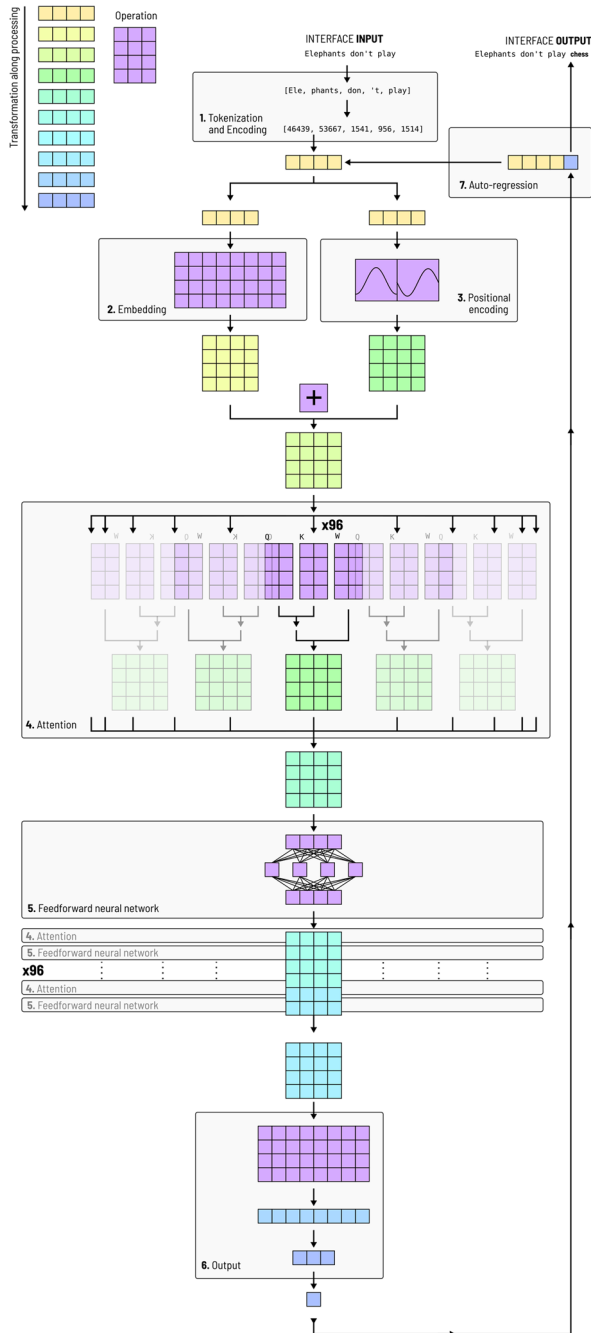 Transformation along processing
Operation
INTERFACE INPUT
Elephants don't play
INTERFACE OUTPUT
Elephants don't play chess
[Ele, phants, don, 't, play]
1. Tokenization
and Encoding
[46439, 53667, 1541, 956, 1514]
7. Auto-regression
2. Embedding
3. Positional
encoding
+
x96
W K Q W K Q Q K W Q K W Q K W
4. Attention
5. Feedforward neural network
4. Attention
5. Feedforward neural network
x96
4. Attention
5. Feedforward neural network
6. Output